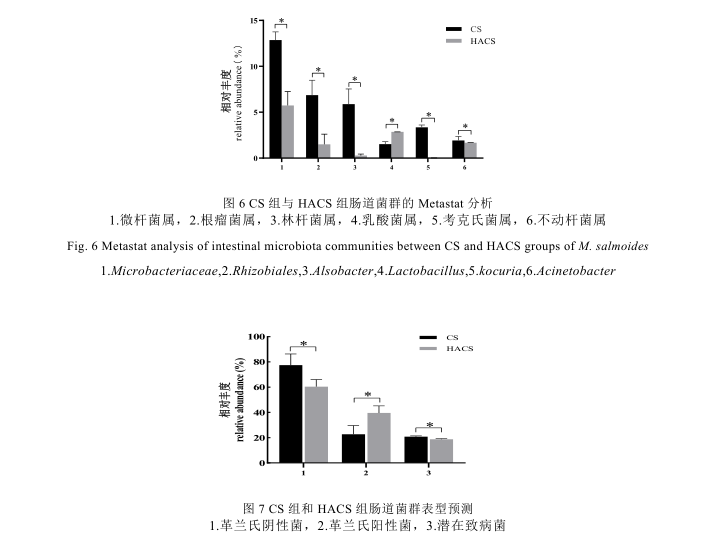 15
10
5
0
相对丰度
relative abundance（%）
CS
HACS
*
*
*
*
*
*
1
2
3
4
5
6
图 6 CS 组与 HACS 组肠道菌群的 Metastat 分析
1.微杆菌属，2.根瘤菌属，3.林杆菌属，4.乳酸菌属，5.考克氏菌属，6.不动杆菌属
Fig. 6 Metastat analysis of intestinal microbiota communities between CS and HACS groups of M. salmoides
1.Microbacteriaceae,2.Rhizobiales,3.Alsobacter,4.Lactobacillus,5.kocuria,6.Acinetobacter
100
80
60
40
20
0
相对丰度
relative abundance(%)
CS
HACS
*
*
*
1
2
3
图 7 CS 组和 HACS 组肠道菌群表型预测
1.革兰氏阴性菌，2.革兰氏阳性菌，3.潜在致病菌